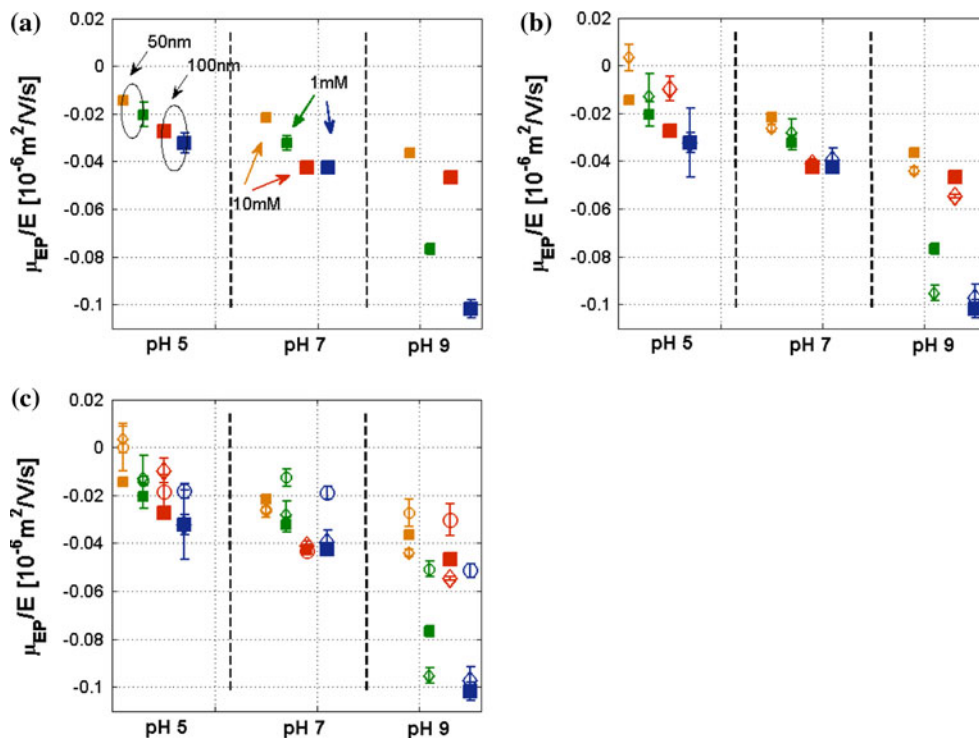 (a)
0.02
0
-0.02
-0.04
-0.06
-0.08
-0.1
μEP/E [10⁻⁶m²/V/s]
50nm
100nm
1mM
10mM
pH 5
pH 7
pH 9
(b)
0.02
0
-0.02
-0.04
-0.06
-0.08
-0.1
μEP/E [10⁻⁶m²/V/s]
pH 5
pH 7
pH 9
(c)
0.02
0
-0.02
-0.04
-0.06
-0.08
-0.1
μEP/E [10⁻⁶m²/V/s]
pH 5
pH 7
pH 9